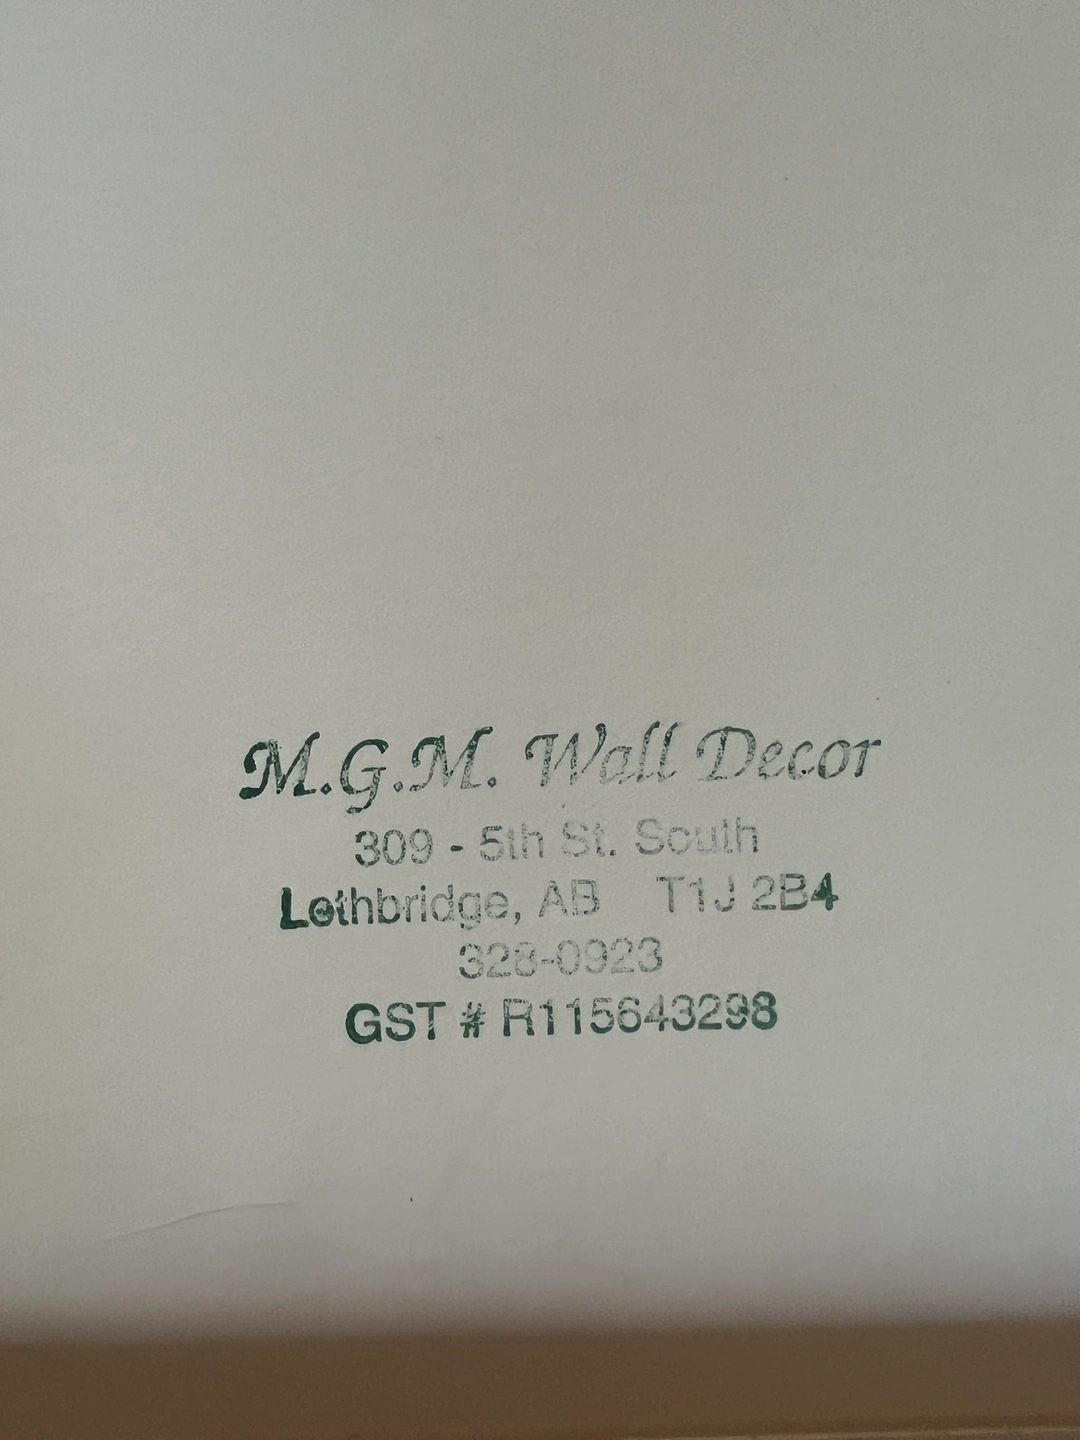 M.G.M. Wall Decor
309 - 5th St. South
Lethbridge, AB T1J 2B4
328-0923
GST # R115643298